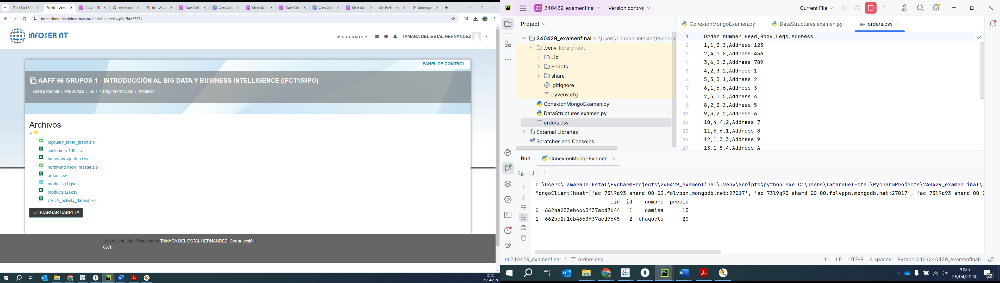 66.1: EXAM
66.1: Archi
AULA V
dashboard
66.1: AULA
Class Colla
Class Colla
Class Colla
Class Colla
Class Colla
Class Colla
Perfil - tar
descargar
formaciononline.infosernt.com/mod/folder/view.php?id=38774
INFOSER NT
MIS CURSOS
TAMARA DEL ESTAL HERNANDEZ
PANEL DE CONTROL
AAFF 66 GRUPOS 1 - INTRODUCCIÓN AL BIG DATA Y BUSINESS INTELLIGENCE (IFCT153PO)
Área personal / Mis cursos / 66.1 / Página Principal / Archivos
Archivos
bigquery_faker_graph.zip
customers-100.csv
home-and-garden.csv
northwind-neo4j-master.zip
orders.csv
products (1).json
products (2).csv
USDA_activity_dataset.xls
DESCARGAR CARPETA
Usted se ha identificado como TAMARA DEL ESTAL HERNANDEZ (Cerrar sesión)
66.1
20:25
26/04/2024
2E 240429_examenfinal
Version control
Current File
Project
240429_examenfinal C:\Users\TamaraDelEstal\Pycharm
.venv library root
Lib
Scripts
share
.gitignore
pyvenv.cfg
ConexionMongoExamen.py
DataStructures examen.py
orders.csv
External Libraries
Scratches and Consoles
ConexionMongoExamen.py
DataStructures examen.py
orders.csv
1 Order number,Head,Body,Legs,Address
2 1,1,2,3,Address 123
3 2,4,1,5,Address 456
4 3,6,2,3,Address 789
5 4,2,3,2,Address 1
6 5,3,5,1,Address 2
7 6,1,6,6,Address 3
8 7,5,1,5,Address 4
9 8,2,3,3,Address 5
10 9,3,2,2,Address 6
11 10,4,4,2,Address 7
12 11,6,6,1,Address 8
13 12,1,3,3,Address 9
14 13,1,5,4,Address A
Run
ConexionMongoExamen
C:\Users\TamaraDelEstal\PycharmProjects\240429_examenfinal\.venv\Scripts\python.exe C:\Users\TamaraDelEstal\PycharmProjects\240429_examenfinal\C
MongoClient(host=['ac-73l9q93-shard-00-02.folvppn.mongodb.net:27017', 'ac-73l9q93-shard-00-00.folvppn.mongodb.net:27017', 'ac-73l9q93-shard-00-0
_id id nombre precio
0 662be233eb4663f37acd7644 1 camisa 15
1 662be2a1eb4663f37acd7645 2 chaqueta 20
240429_examenfinal > orders.csv
1:1 LF UTF-8 4 spaces Python 3.12 (240429_examenfinal)
20:25
26/04/2024
22